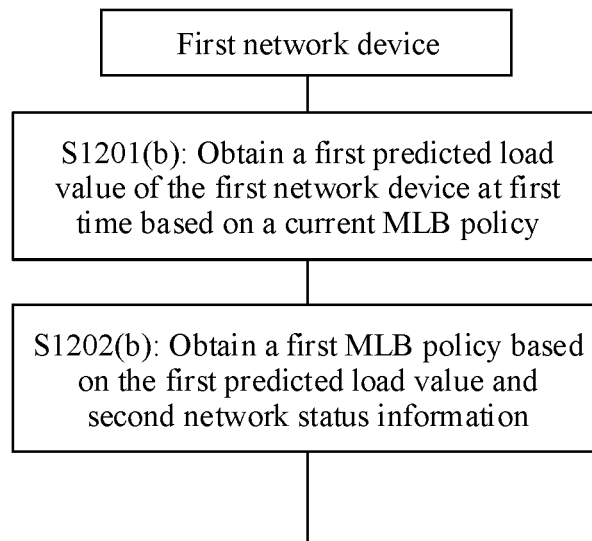 First network device
S1201(b): Obtain a first predicted load
value of the first network device at first
time based on a current MLB policy
S1202(b): Obtain a first MLB policy based
on the first predicted load value and
second network status information